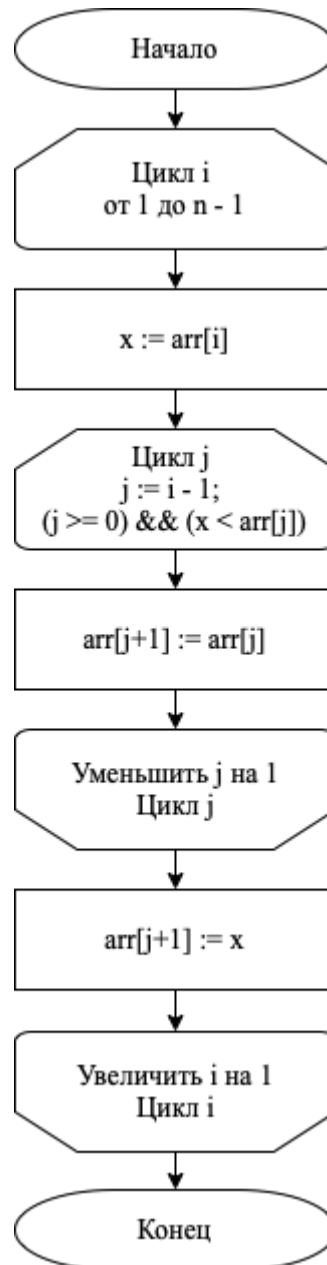 Начало
Цикл i
от 1 до n - 1
x := arr[i]
Цикл j
j := i - 1;
(j >= 0) && (x < arr[j])
arr[j+1] := arr[j]
Уменьшить j на 1
Цикл j
arr[j+1] := x
Увеличить i на 1
Цикл i
Конец